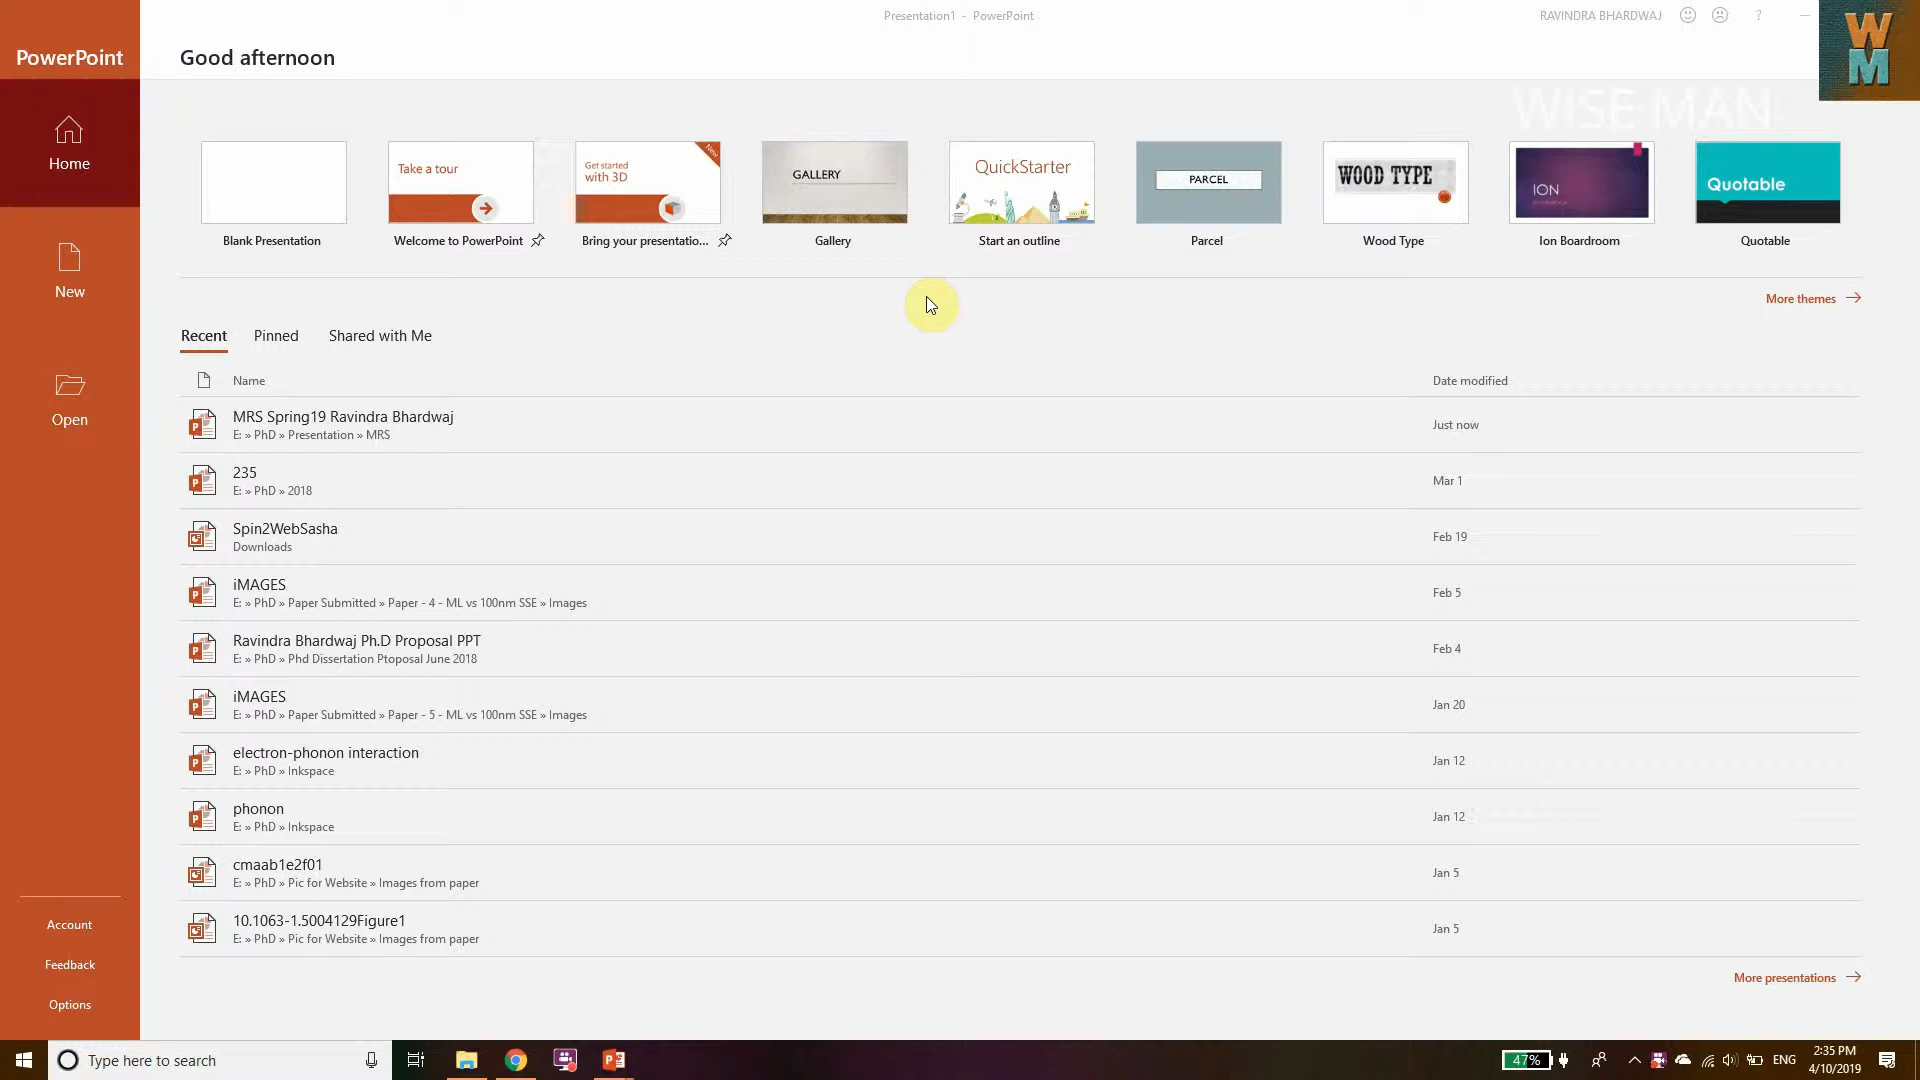 Presentation1 - PowerPoint
RAVINDRA BHARDWAJ
?
WM
PowerPoint
Good afternoon
WISE MAN
Home
New
Open
Take a tour
Get started
with 3D
New
GALLERY
QuickStarter
PARCEL
WOOD TYPE
ION
Quotable
Blank Presentation
Welcome to PowerPoint
Bring your presentatio...
Gallery
Start an outline
Parcel
Wood Type
Ion Boardroom
Quotable
More themes
Recent Pinned Shared with Me
Name Date modified
MRS Spring19 Ravindra Bhardwaj
E: » PhD » Presentation » MRS
Just now
235
E: » PhD » 2018
Mar 1
Spin2WebSasha
Downloads
Feb 19
iMAGES
E: » PhD » Paper Submitted » Paper - 4 - ML vs 100nm SSE » Images
Feb 5
Ravindra Bhardwaj Ph.D Proposal PPT
E: » PhD » Phd Dissertation Ptoposal June 2018
Feb 4
iMAGES
E: » PhD » Paper Submitted » Paper - 5 - ML vs 100nm SSE » Images
Jan 20
electron-phonon interaction
E: » PhD » Inkspace
Jan 12
phonon
E: » PhD » Inkspace
Jan 12
cmaab1e2f01
E: » PhD » Pic for Website » Images from paper
Jan 5
10.1063-1.5004129Figure1
E: » PhD » Pic for Website » Images from paper
Jan 5
More presentations
Account
Feedback
Options
Type here to search
47%
ENG
2:35 PM
4/10/2019